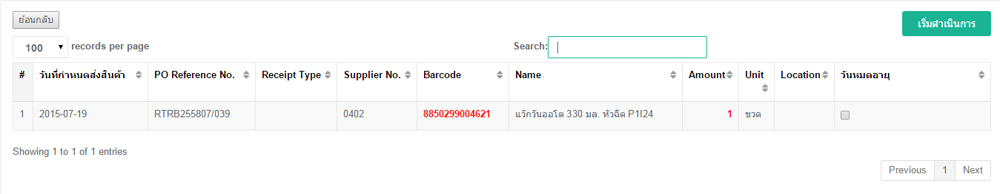 ย้อนกลับ
เริ่มดำเนินการ
100 records per page
Search:
# วันที่กำหนดส่งสินค้า PO Reference No. Receipt Type Supplier No. Barcode Name Amount Unit Location วันหมดอายุ
1 2015-07-19 RTRB255807/039 0402 8850299004621 แว๊กวันออโต 330 มล. หัวฉีด P1I24 1 ขวด
Showing 1 to 1 of 1 entries
Previous 1 Next